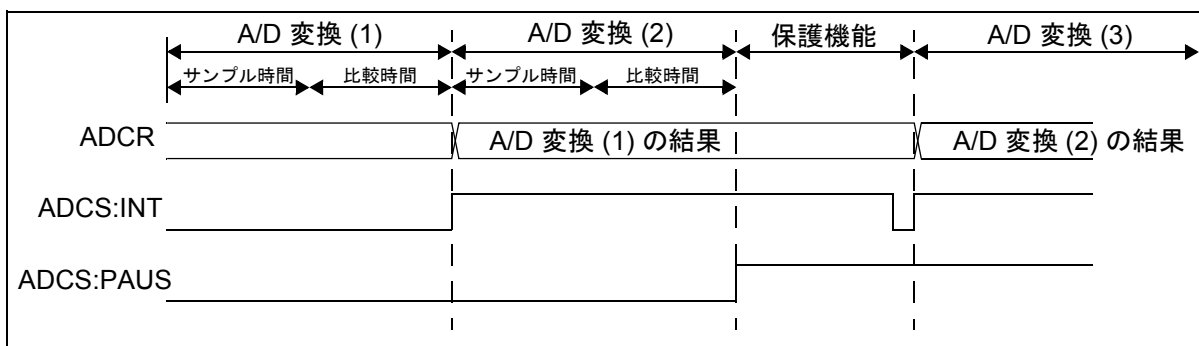 A/D 変換 (1) A/D 変換 (2) 保護機能 A/D 変換 (3)
サンプル時間 比較時間 サンプル時間 比較時間
ADCR A/D 変換 (1) の結果 A/D 変換 (2) の結果
ADCS:INT
ADCS:PAUS